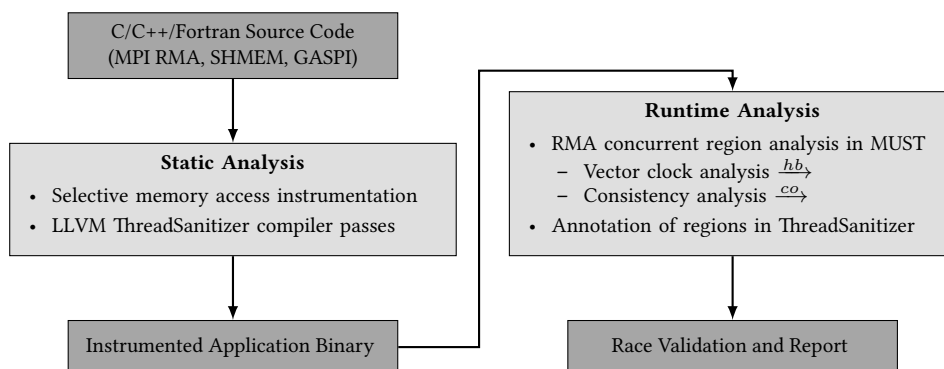 C/C++/Fortran Source Code
(MPI RMA, SHMEM, GASPI)
Static Analysis
• Selective memory access instrumentation
• LLVM ThreadSanitizer compiler passes
Instrumented Application Binary
Runtime Analysis
• RMA concurrent region analysis in MUST
– Vector clock analysis hb→
– Consistency analysis co→
• Annotation of regions in ThreadSanitizer
Race Validation and Report